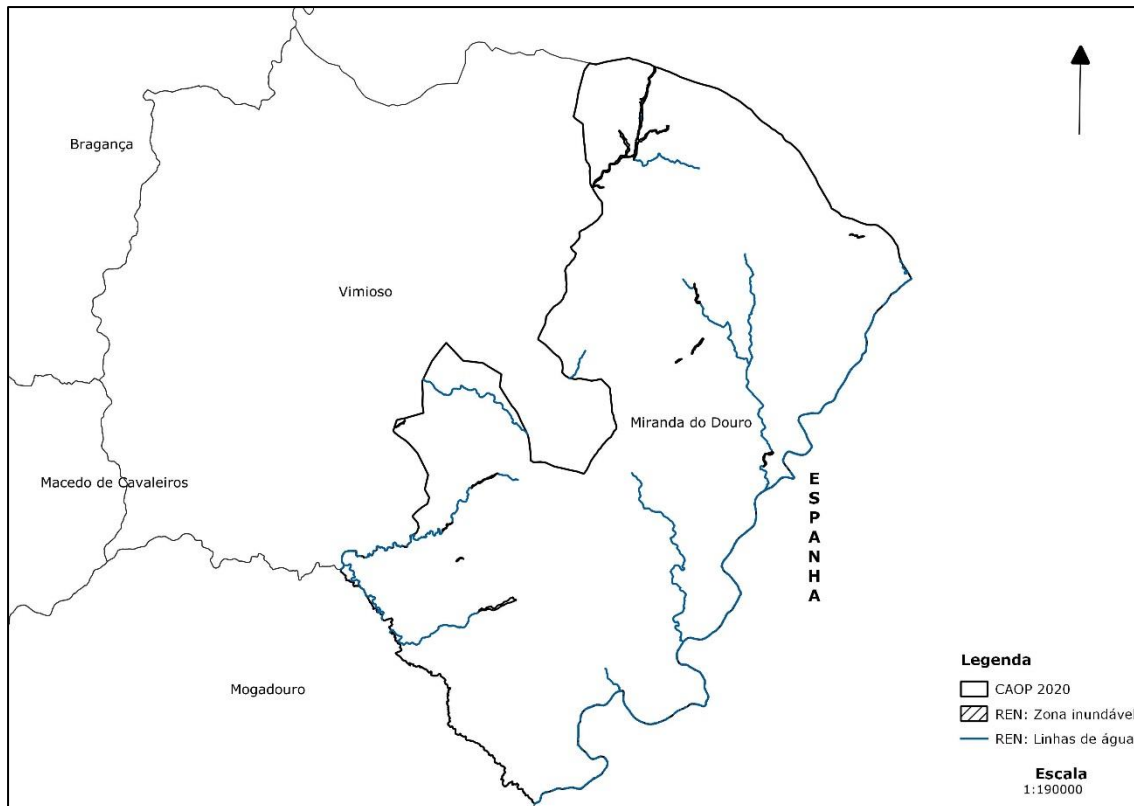 Bragança
Vimioso
Miranda do Douro
Macedo de Cavaleiros
ESPANHA
Mogadouro
Legenda
CAOP 2020
REN: Zona inundável
REN: Linhas de água
Escala
1:190000